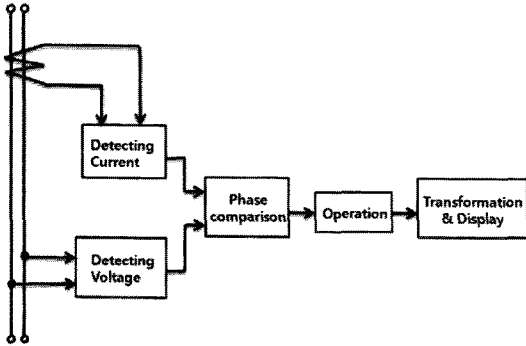 Detecting
Current
Phase
comparison
Operation
Transformation
& Display
Detecting
Voltage